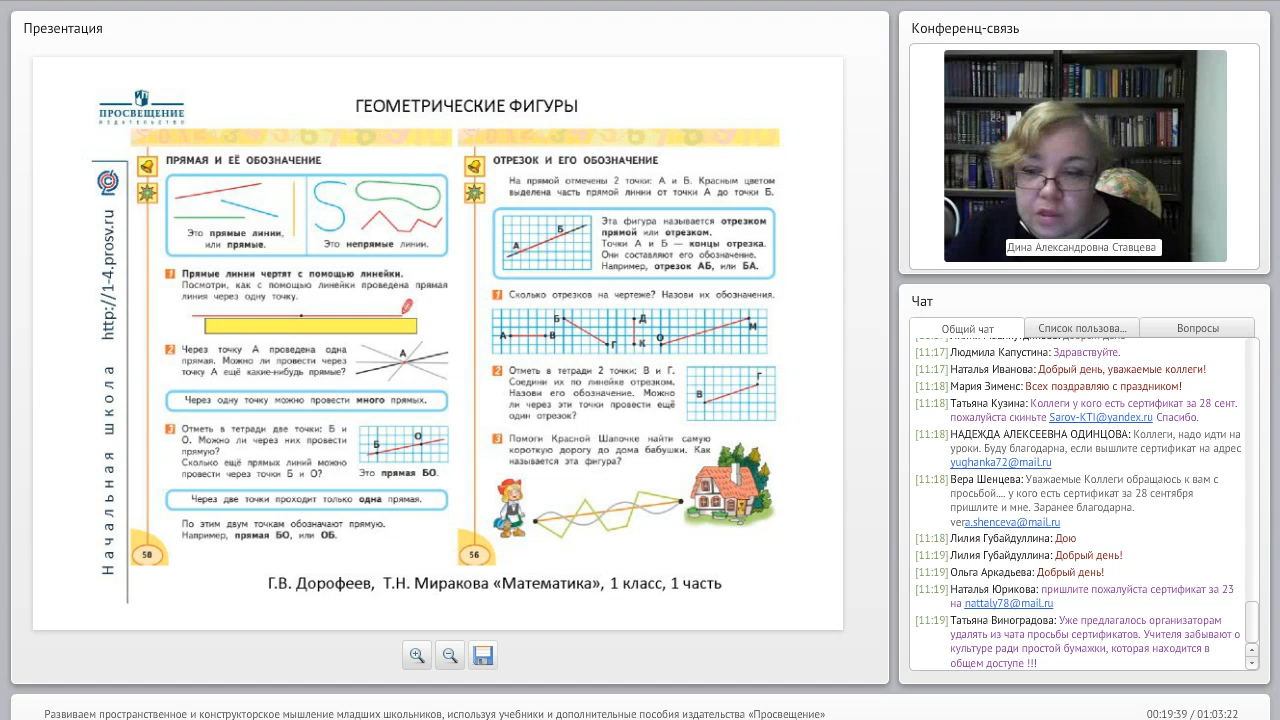 Презентация
ПРОСВЕЩЕНИЕ
ИЗДАТЕЛЬСТВО
ГЕОМЕТРИЧЕСКИЕ ФИГУРЫ
Начальная школа http://1-4.prosv.ru
ПРЯМАЯ И ЕЁ ОБОЗНАЧЕНИЕ
Это прямые линии,
или прямые.
Это непрямые линии.
1 Прямые линии чертят с помощью линейки.
Посмотри, как с помощью линейки проведена прямая
линия через одну точку.
2 Через точку А проведена одна
прямая. Можно ли провести через
точку А ещё какие-нибудь прямые?
А
Через одну точку можно провести много прямых.
3 Отметь в тетради две точки: Б и
О. Можно ли через них провести
прямую?
Сколько ещё прямых линий можно
провести через точки Б и О?
Б
О
Это прямая БО.
Через две точки проходит только одна прямая.
По этим двум точкам обозначают прямую.
Например, прямая БО, или ОБ.
50
ОТРЕЗОК И ЕГО ОБОЗНАЧЕНИЕ
На прямой отмечены 2 точки: А и Б. Красным цветом
выделена часть прямой линии от точки А до точки Б.
А
Б
Эта фигура называется отрезком
прямой или отрезком.
Точки А и Б — концы отрезка.
Они составляют его обозначение.
Например, отрезок АБ, или БА.
1 Сколько отрезков на чертеже? Назови их обозначения.
А
В
Б
Г
Д
К
О
М
2 Отметь в тетради 2 точки: В и Г.
Соедини их по линейке отрезком.
Назови его обозначение. Можно
ли через эти точки провести ещё
один отрезок?
В
Г
3 Помоги Красной Шапочке найти самую
короткую дорогу до дома бабушки. Как
называется эта фигура?
56
Г.В. Дорофеев, Т.Н. Миракова «Математика», 1 класс, 1 часть
Конференц-связь
Дина Александровна Ставцева
Чат
Общий чат
Список пользова...
Вопросы
[11:17] Людмила Капунина: Здравствуйте.
[11:17] Наталья Иванова: Добрый день, уважаемые коллеги!
[11:18] Мария Зименс: Всех поздравляю с праздником!
[11:18] Татьяна Кузина: Коллеги у кого есть сертификат за 28 сент.
пожалуйста скиньте Sarov-KTI@yandex.ru Спасибо.
[11:18] НАДЕЖДА АЛЕКСЕЕВНА ОДИНЦОВА: Коллеги, надо идти на
уроки. Буду благодарна, если вышлите сертификат на адрес
yughanka72@mail.ru
[11:18] Вера Шенцева: Уважаемые Коллеги обращаюсь к вам с
просьбой.... у кого есть сертификат за 28 сентября
пришлите и мне. Заранее благодарна.
vera.shenceva@mail.ru
[11:18] Лилия Губайдуллина: Дою
[11:19] Лилия Губайдуллина: Добрый день!
[11:19] Ольга Аркадьева: Добрый день!
[11:19] Наталья Юрикова: пришлите пожалуйста сертификат за 23
на nattaly78@mail.ru
[11:19] Татьяна Виноградова: Уже предлагалось организаторам
удалять из чата просьбы сертификатов. Учителя забывают о
культуре ради простой бумажки, которая находится в
общем доступе !!!
Развиваем пространственное и конструкторское мышление младших школьников, используя учебники и дополнительные пособия издательства «Просвещение»
00:19:39 / 01:03:22